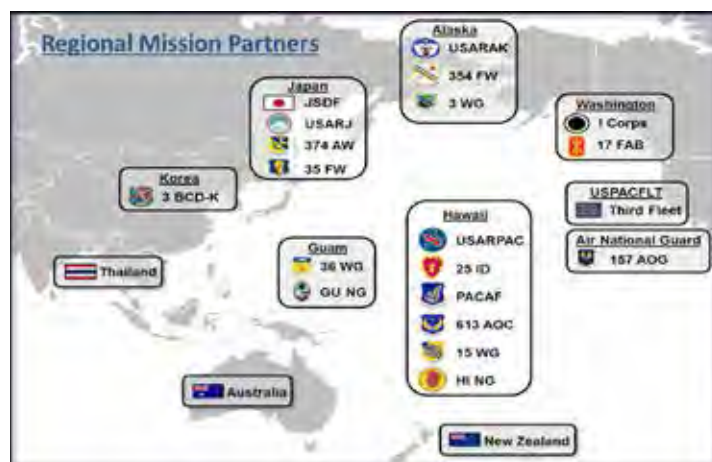 Regional Mission Partners
Alaska
USARAK
354 FW
3 WG
Japan
JSDF
USARJ
374 AW
35 FW
Washington
I Corps
17 FAB
Korea
3 BCD-K
USPACFLT
Third Fleet
Hawaii
USARPAC
25 ID
PACAF
613 AOC
15 WG
HI NG
Air National Guard
157 AOG
Guam
36 WG
GU NG
Thailand
Australia
New Zealand